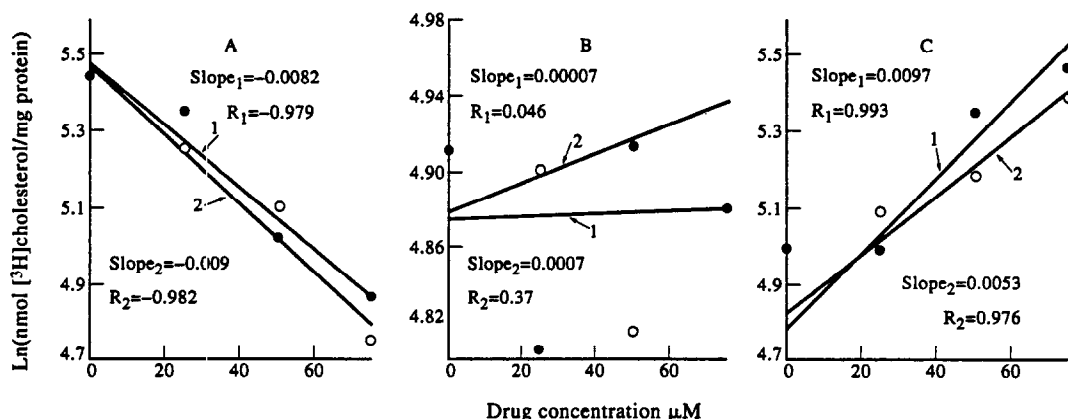 Ln(nmol [³H]cholesterol/mg protein)
A
5.5
5.3
5.1
4.9
4.7
0
20
40
60
Slope₁=−0.0082
R₁=−0.979
1
2
Slope₂=−0.009
R₂=−0.982
B
4.98
4.94
4.90
4.86
4.82
0
20
40
60
Slope₁=0.00007
R₁=0.046
2
1
Slope₂=0.0007
R₂=0.37
C
5.5
5.3
5.1
4.9
4.7
0
20
40
60
Slope₁=0.0097
R₁=0.993
1
2
Slope₂=0.0053
R₂=0.976
Drug concentration μM